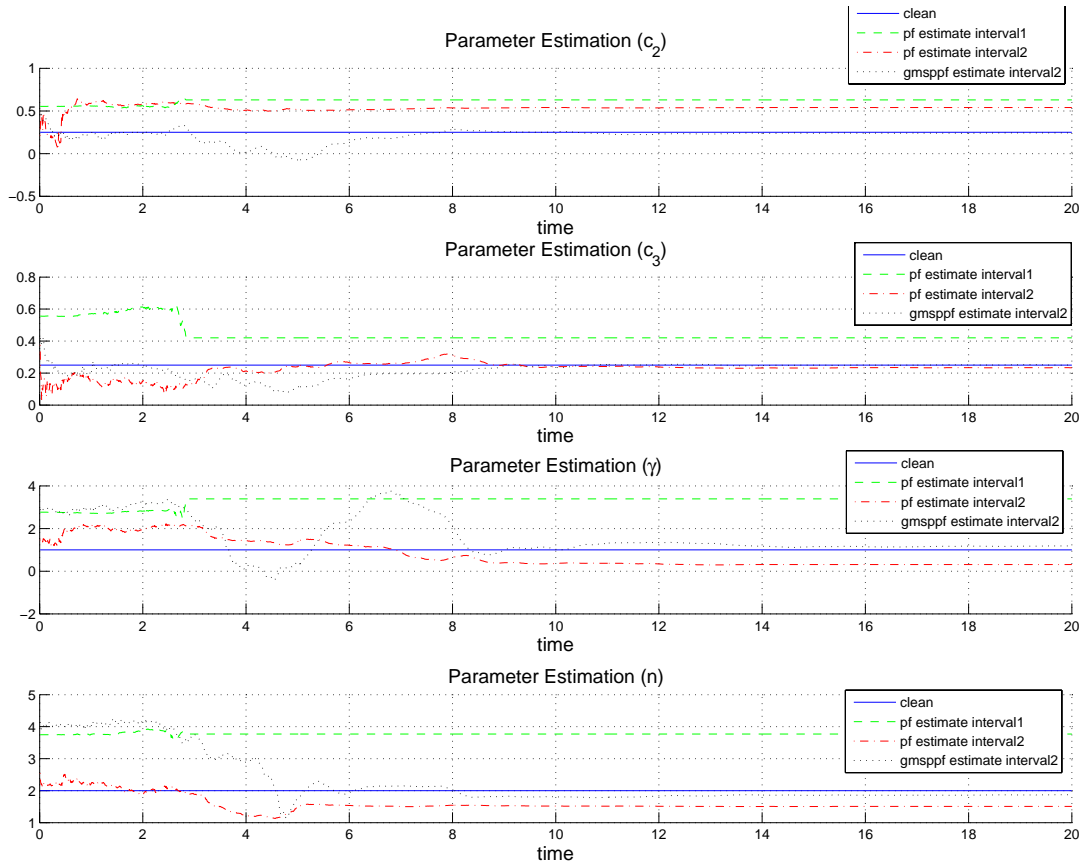 Parameter Estimation (c₂)
clean
pf estimate interval1
pf estimate interval2
gmsppf estimate interval2
1
0.5
0
−0.5
0 2 4 6 8 10 12 14 16 18 20
time
Parameter Estimation (c₃)
clean
pf estimate interval1
pf estimate interval2
gmsppf estimate interval2
0.8
0.6
0.4
0.2
0
0 2 4 6 8 10 12 14 16 18 20
time
Parameter Estimation (γ)
clean
pf estimate interval1
pf estimate interval2
gmsppf estimate interval2
4
2
0
−2
0 2 4 6 8 10 12 14 16 18 20
time
Parameter Estimation (n)
clean
pf estimate interval1
pf estimate interval2
gmsppf estimate interval2
5
4
3
2
1
0 2 4 6 8 10 12 14 16 18 20
time